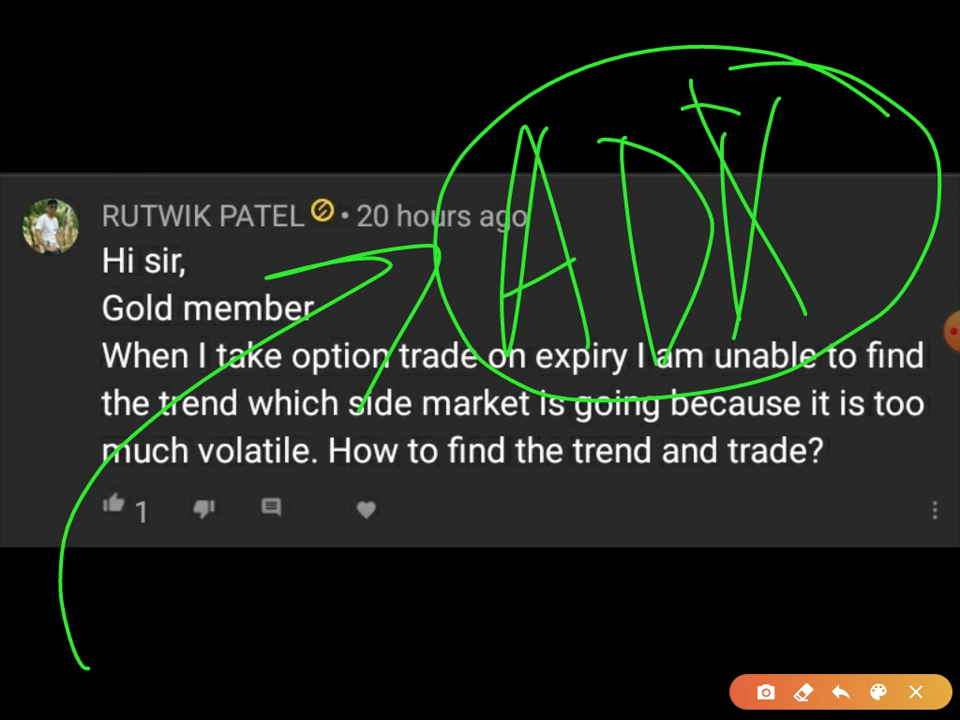 ADX
RUTWIK PATEL • 20 hours ago
Hi sir,
Gold member
When I take option trade on expiry I am unable to find
the trend which side market is going because it is too
much volatile. How to find the trend and trade?
1